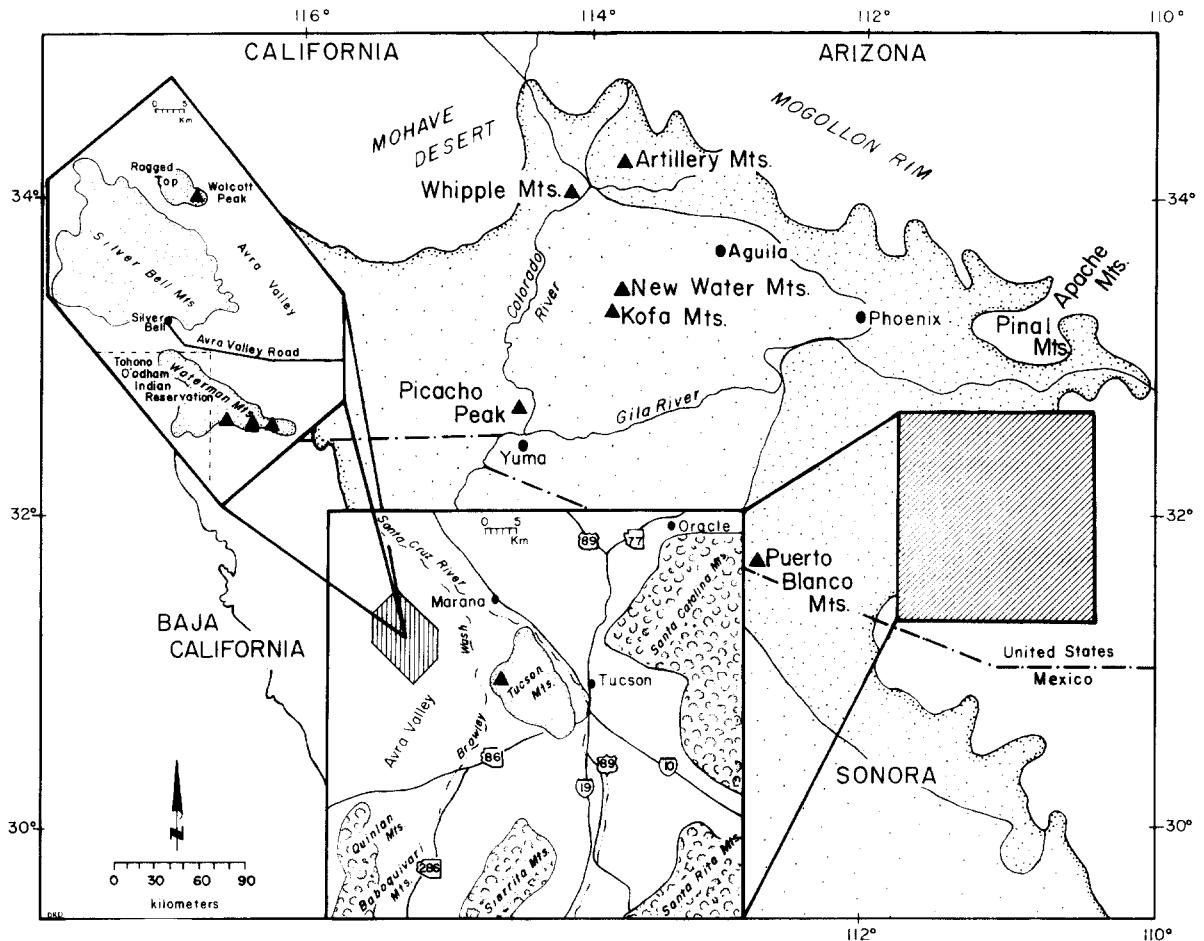 116°
114°
112°
110°
CALIFORNIA
ARIZONA
0 5
Km
MOHAVE
DESERT
MOGOLLON RIM
Artillery Mts.
Whipple Mts.
34°
34°
Ragged
Top
Wolcott
Peak
Silver Bell Mts.
Avra Valley
Silver
Bell
Avra Valley Road
Tohono
O'odham
Indian
Reservation
Waterman Mts.
Colorado
River
Aguila
New Water Mts.
Kofa Mts.
Phoenix
Apache
Mts.
Pinal
Mts.
Picacho
Peak
Gila River
Yuma
32°
32°
0 5
Km
Santa Cruz River
89
77
Oracle
Santa Catalina Mts.
Marana
Wash
Tucson
Mts.
Tucson
Avra Valley
Brawley
86
89
10
19
Quinlan
Mts.
Baboquivari
Mts.
286
Sierrita Mts.
Santa Rita Mts.
Puerto
Blanco
Mts.
United States
Mexico
BAJA
CALIFORNIA
SONORA
N
30°
30°
0 30 60 90
kilometers
112°
110°